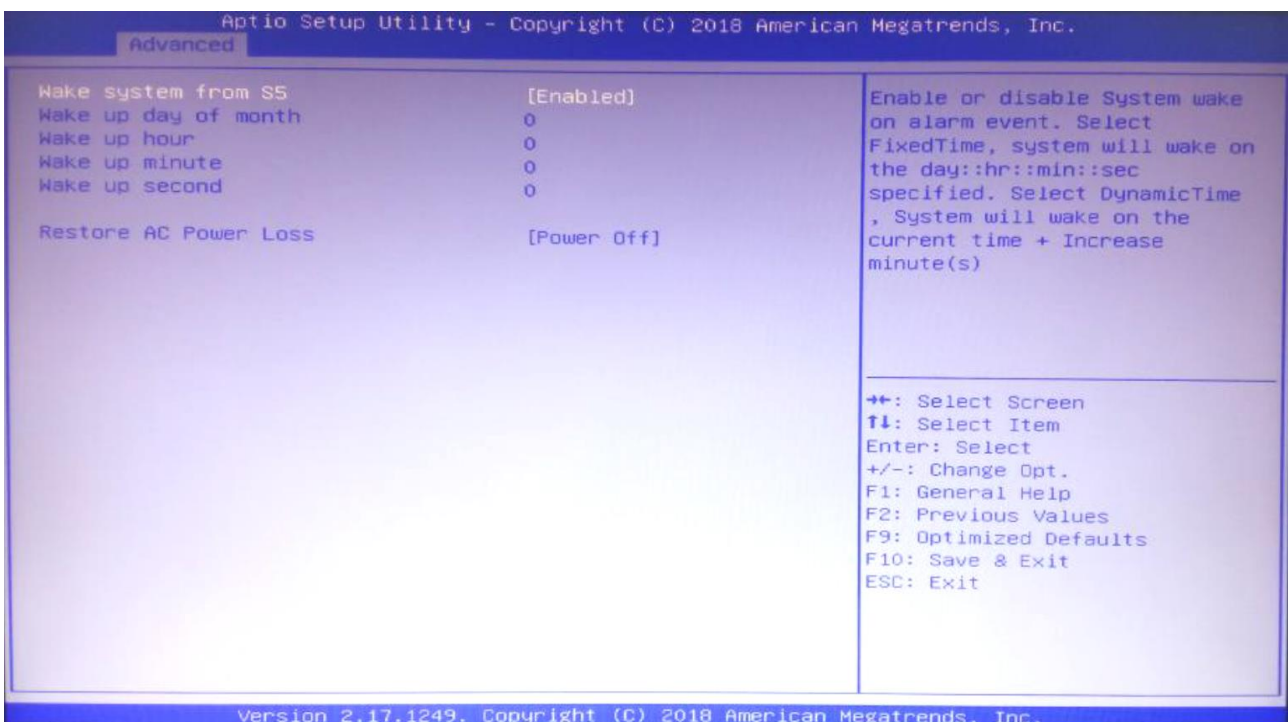 Aptio Setup Utility – Copyright (C) 2018 American Megatrends, Inc.
Advanced
Wake system from S5 [Enabled]
Wake up day of month 0
Wake up hour 0
Wake up minute 0
Wake up second 0
Restore AC Power Loss [Power Off]
Enable or disable System wake
on alarm event. Select
FixedTime, system will wake on
the day::hr::min::sec
specified. Select DynamicTime
, System will wake on the
current time + Increase
minute(s)
→←: Select Screen
↑↓: Select Item
Enter: Select
+/-: Change Opt.
F1: General Help
F2: Previous Values
F9: Optimized Defaults
F10: Save & Exit
ESC: Exit
Version 2.17.1249. Copyright (C) 2018 American Megatrends, Inc.